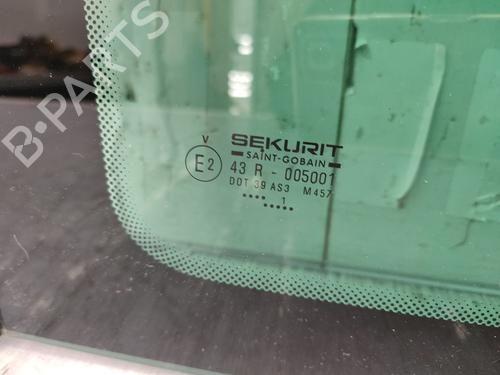 B-PARTS
V
E2
SEKURIT
SAINT-GOBAIN
43 R - 005001
DOT 39 AS3 M457
.... 1 .....